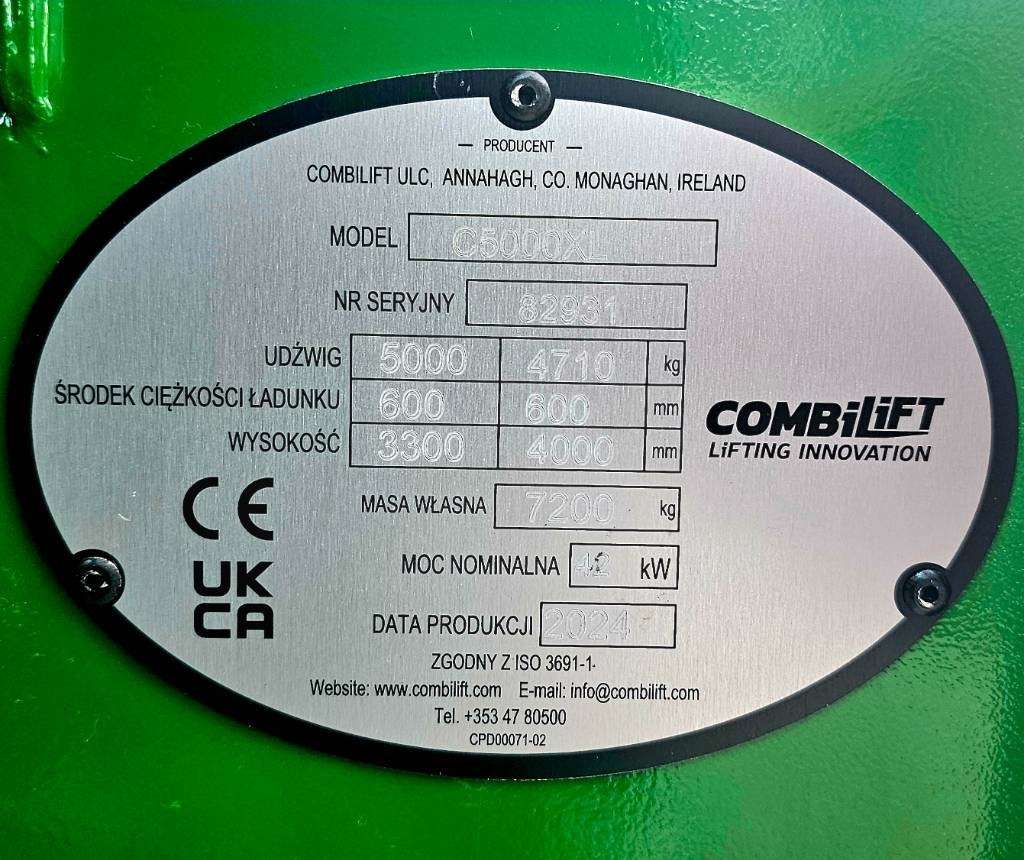 — PRODUCENT —
COMBILIFT ULC, ANNAHAGH, CO. MONAGHAN, IRELAND
MODEL C5000XL
NR SERYJNY 82931
UDŹWIG 5000 4710 kg
ŚRODEK CIĘŻKOŚCI ŁADUNKU 600 600 mm
WYSOKOŚĆ 3300 4000 mm
COMBiLiFT
LiFTING INNOVATION
MASA WŁASNA 7200 kg
CE
MOC NOMINALNA 42 kW
UK
CA
DATA PRODUKCJI 2024
ZGODNY Z ISO 3691-1-
Website: www.combilift.com E-mail: info@combilift.com
Tel. +353 47 80500
CPD00071-02